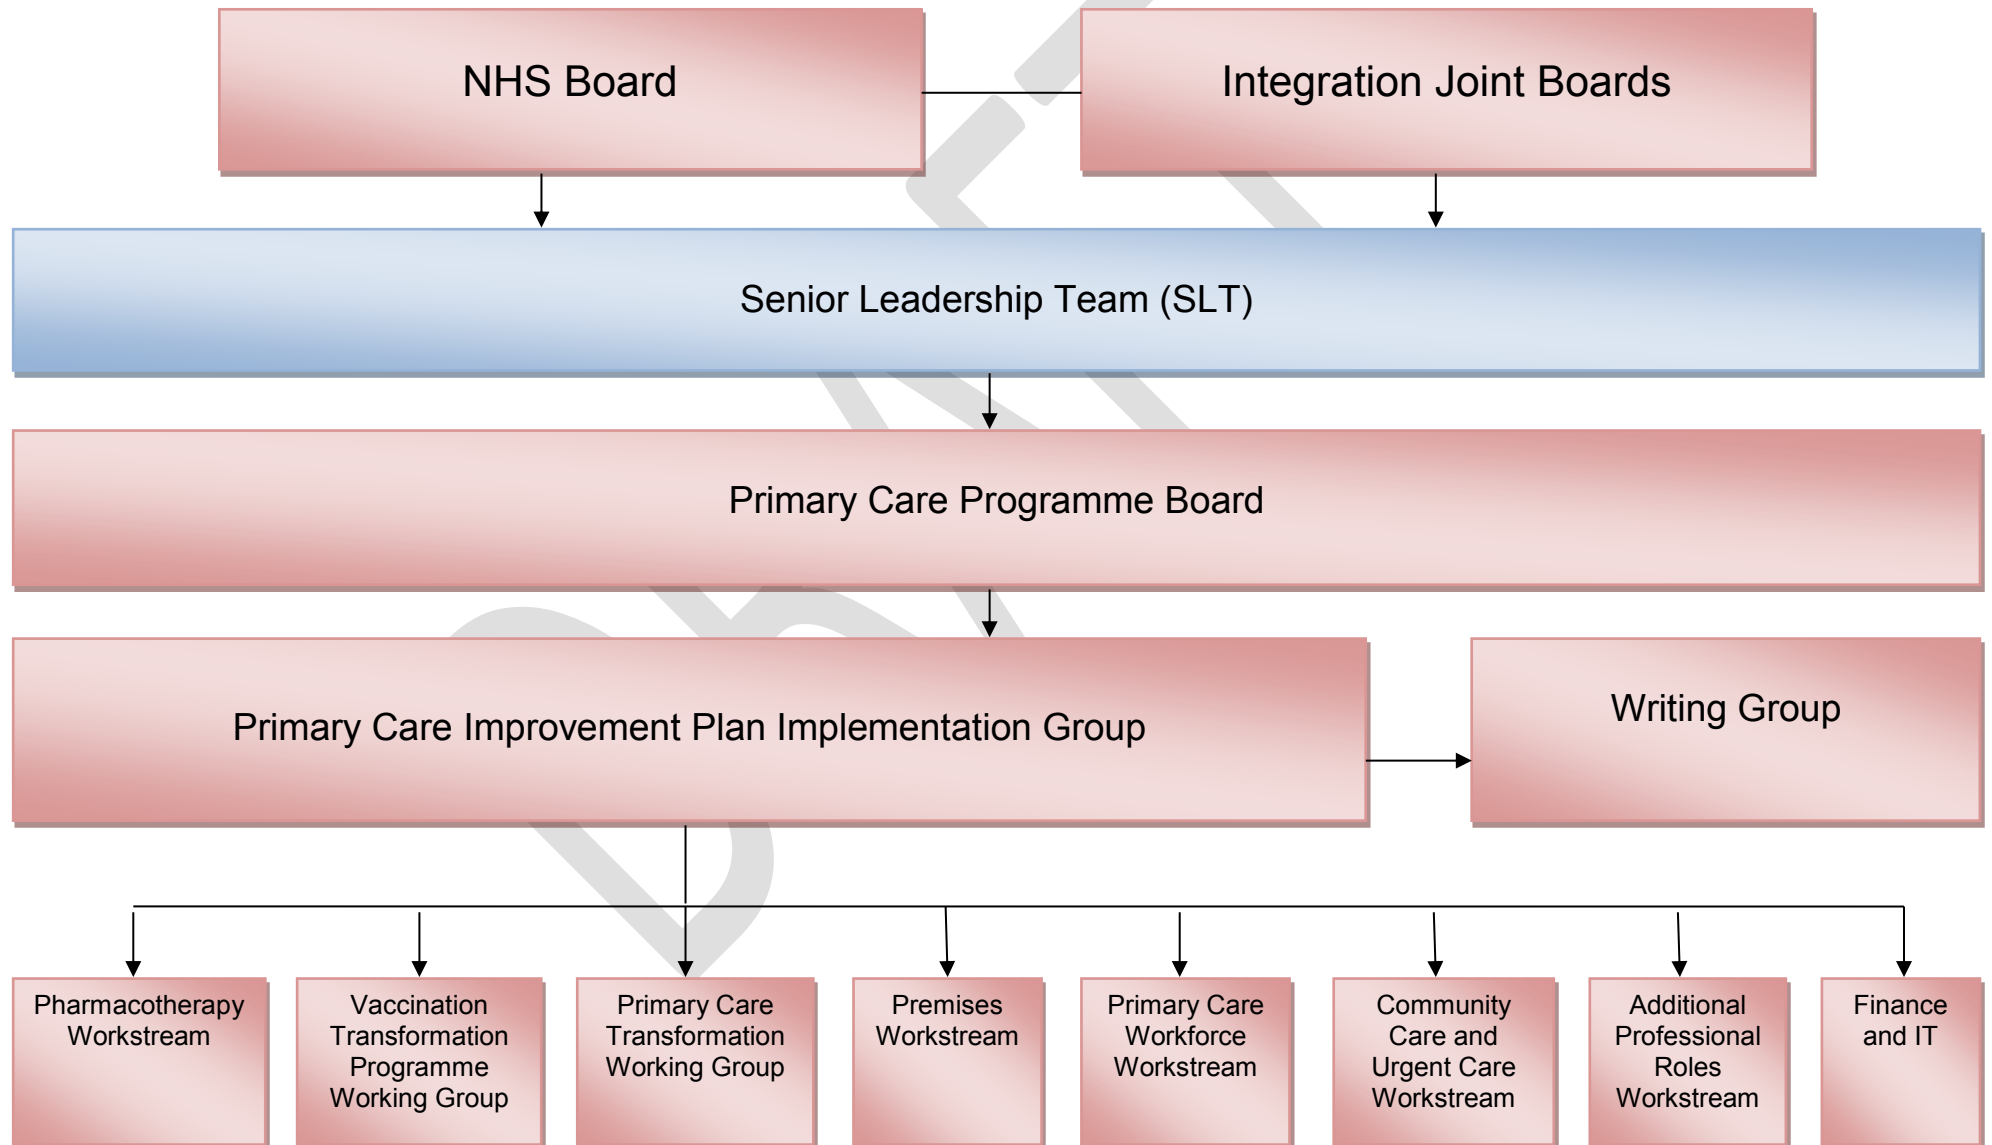 NHS Board
Integration Joint Boards
Senior Leadership Team (SLT)
Primary Care Programme Board
Primary Care Improvement Plan Implementation Group
Writing Group
Pharmacotherapy
Workstream
Vaccination
Transformation
Programme
Working Group
Primary Care
Transformation
Working Group
Premises
Workstream
Primary Care
Workforce
Workstream
Community
Care and
Urgent Care
Workstream
Additional
Professional
Roles
Workstream
Finance
and IT